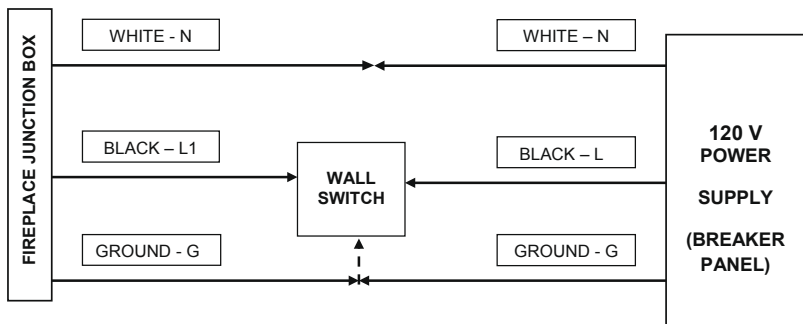 FIREPLACE JUNCTION BOX
WHITE - N
WHITE – N
BLACK – L1
WALL
SWITCH
BLACK – L
120 V
POWER
SUPPLY
(BREAKER
PANEL)
GROUND - G
GROUND - G